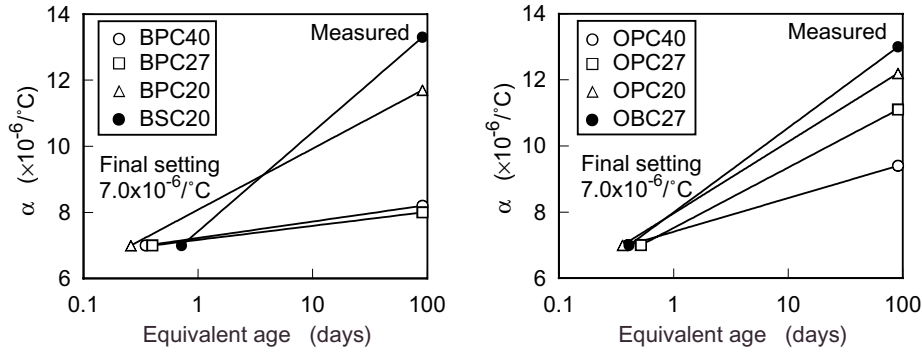 14
12
10
8
6
α (×10⁻⁶/˚C)
BPC40
BPC27
BPC20
BSC20
Measured
Final setting
7.0x10⁻⁶/˚C
0.1 1 10 100
Equivalent age (days)
14
12
10
8
6
α (×10⁻⁶/˚C)
OPC40
OPC27
OPC20
OBC27
Measured
Final setting
7.0x10⁻⁶/˚C
0.1 1 10 100
Equivalent age (days)